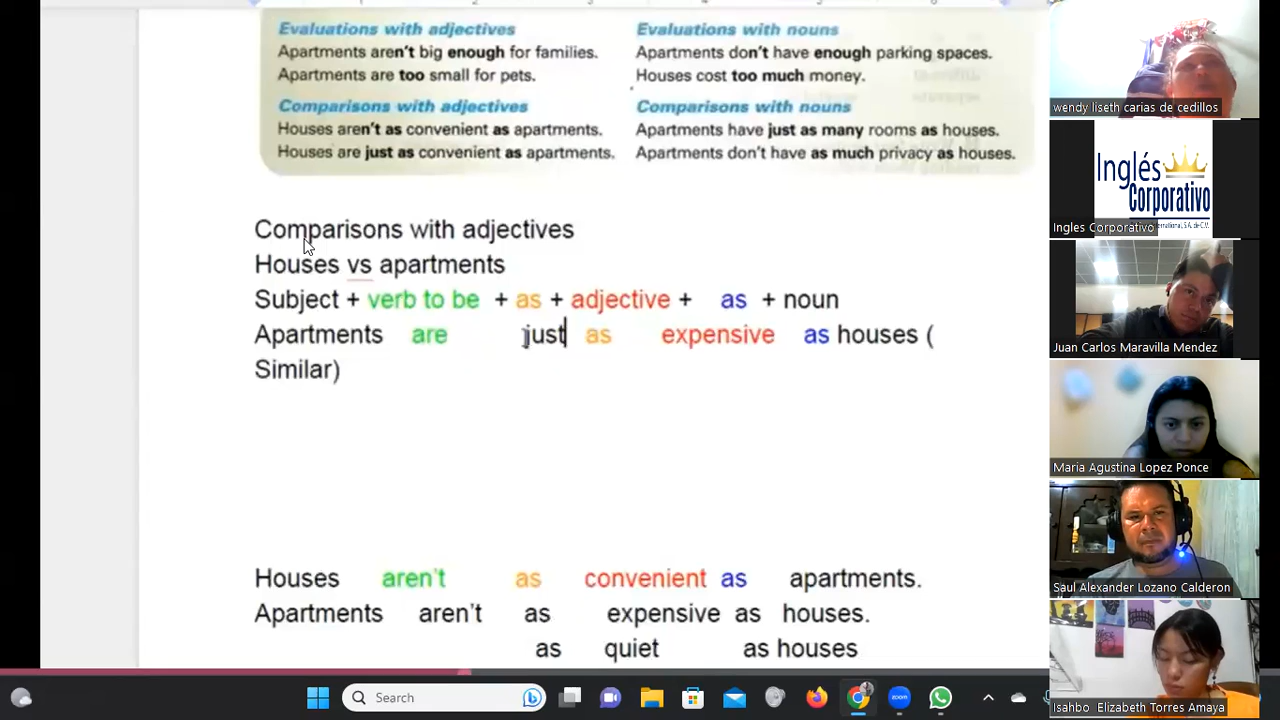 Evaluations with adjectives
Apartments aren't big enough for families.
Apartments are too small for pets.
Comparisons with adjectives
Houses aren't as convenient as apartments.
Houses are just as convenient as apartments.
Evaluations with nouns
Apartments don't have enough parking spaces.
Houses cost too much money.
Comparisons with nouns
Apartments have just as many rooms as houses.
Apartments don't have as much privacy as houses.
Comparisons with adjectives
Houses vs apartments
Subject + verb to be + as + adjective + as + noun
Apartments are just as expensive as houses (
Similar)
Houses aren't as convenient as apartments.
Apartments aren't as expensive as houses.
as quiet as houses
wendy liseth carias de cedillos
Inglés
Corporativo
Ingles Corporativo
Juan Carlos Maravilla Mendez
Maria Agustina Lopez Ponce
Saul Alexander Lozano Calderon
Isahbo Elizabeth Torres Amaya
Search
zoom